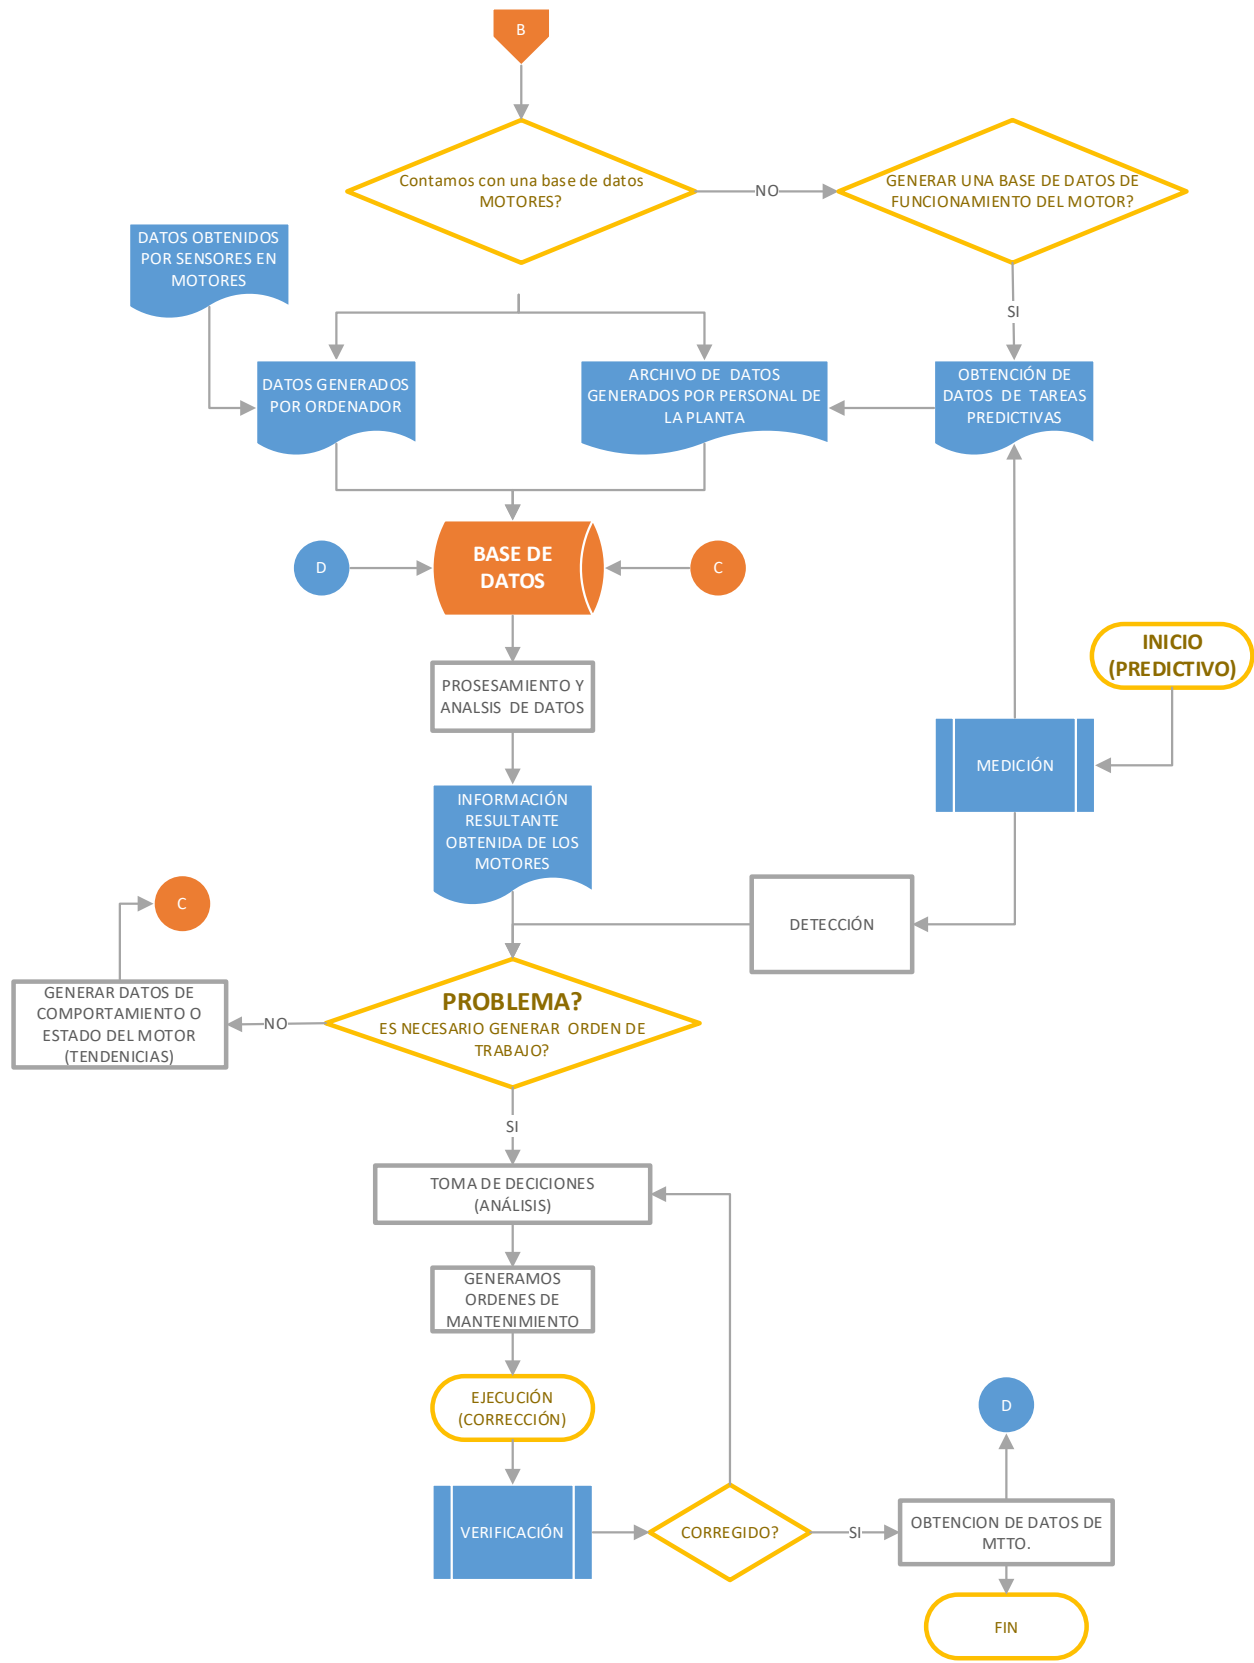 B
Contamos con una base de datos
MOTORES?
NO
GENERAR UNA BASE DE DATOS DE
FUNCIONAMIENTO DEL MOTOR?
DATOS OBTENIDOS
POR SENSORES EN
MOTORES
SI
DATOS GENERADOS
POR ORDENADOR
ARCHIVO DE DATOS
GENERADOS POR PERSONAL DE
LA PLANTA
OBTENCIÓN DE
DATOS DE TAREAS
PREDICTIVAS
D
BASE DE
DATOS
C
INICIO
(PREDICTIVO)
PROSESAMIENTO Y
ANALSIS DE DATOS
MEDICIÓN
INFORMACIÓN
RESULTANTE
OBTENIDA DE LOS
MOTORES
C
DETECCIÓN
GENERAR DATOS DE
COMPORTAMIENTO O
ESTADO DEL MOTOR
(TENDENICIAS)
NO
PROBLEMA?
ES NECESARIO GENERAR ORDEN DE
TRABAJO?
SI
TOMA DE DECICIONES
(ANÁLISIS)
GENERAMOS
ORDENES DE
MANTENIMIENTO
EJECUCIÓN
(CORRECCIÓN)
D
VERIFICACIÓN
CORREGIDO?
SI
OBTENCION DE DATOS DE
MTTO.
FIN